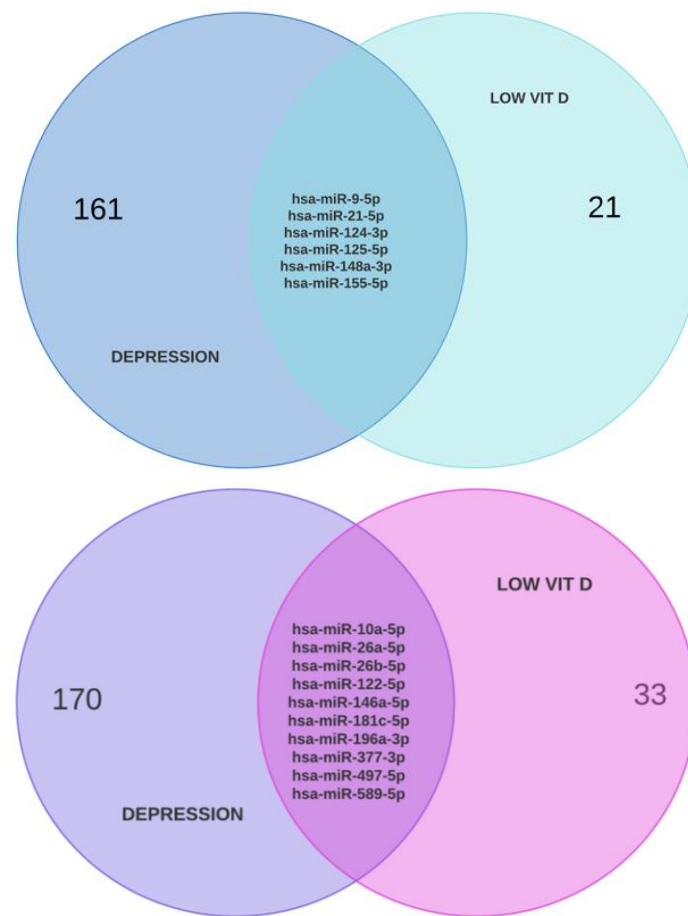 LOW VIT D
161
21
hsa-miR-9-5p
hsa-miR-21-5p
hsa-miR-124-3p
hsa-miR-125-5p
hsa-miR-148a-3p
hsa-miR-155-5p
DEPRESSION
LOW VIT D
170
33
hsa-miR-10a-5p
hsa-miR-26a-5p
hsa-miR-26b-5p
hsa-miR-122-5p
hsa-miR-146a-5p
hsa-miR-181c-5p
hsa-miR-196a-3p
hsa-miR-377-3p
hsa-miR-497-5p
hsa-miR-589-5p
DEPRESSION